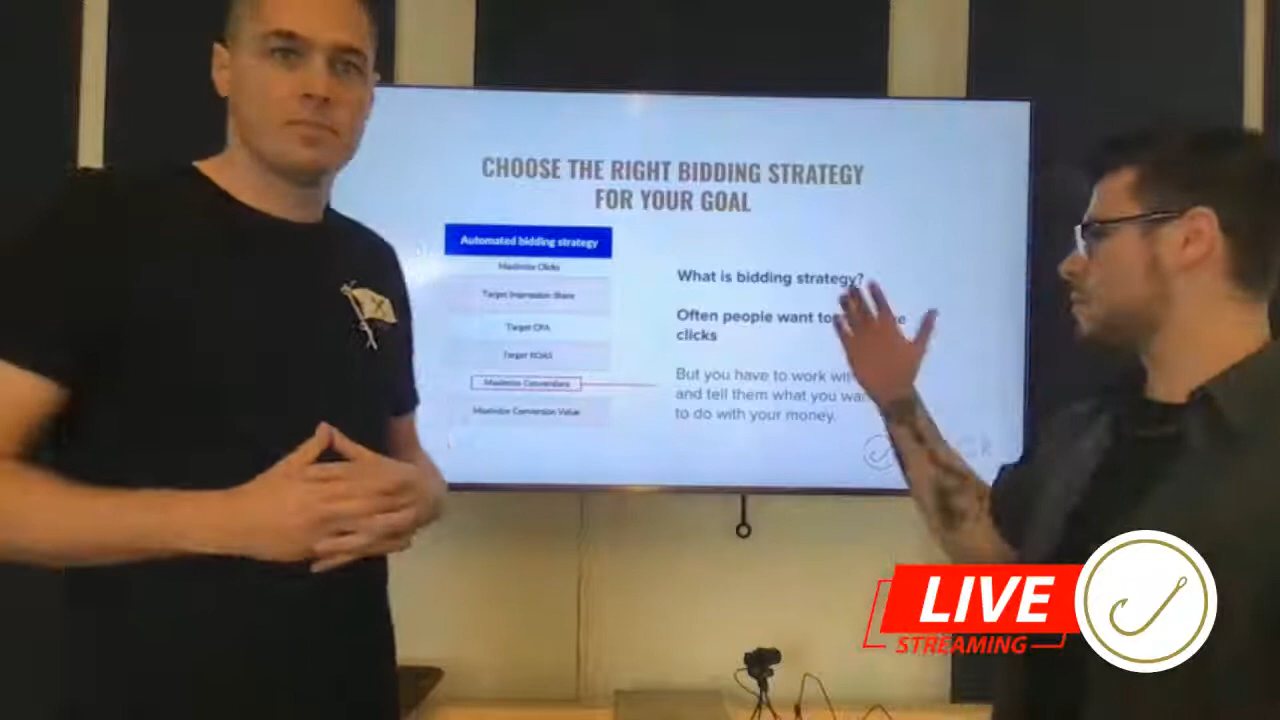 CHOOSE THE RIGHT BIDDING STRATEGY
FOR YOUR GOAL
Automated bidding strategy
Maximize Clicks
Target Impression Share
Target CPA
Target ROAS
Maximize Conversions
Maximize Conversion Value
What is bidding strategy?
Often people want to
clicks
But you have to work
and tell them what you
to do with your money.
LIVE
STREAMING